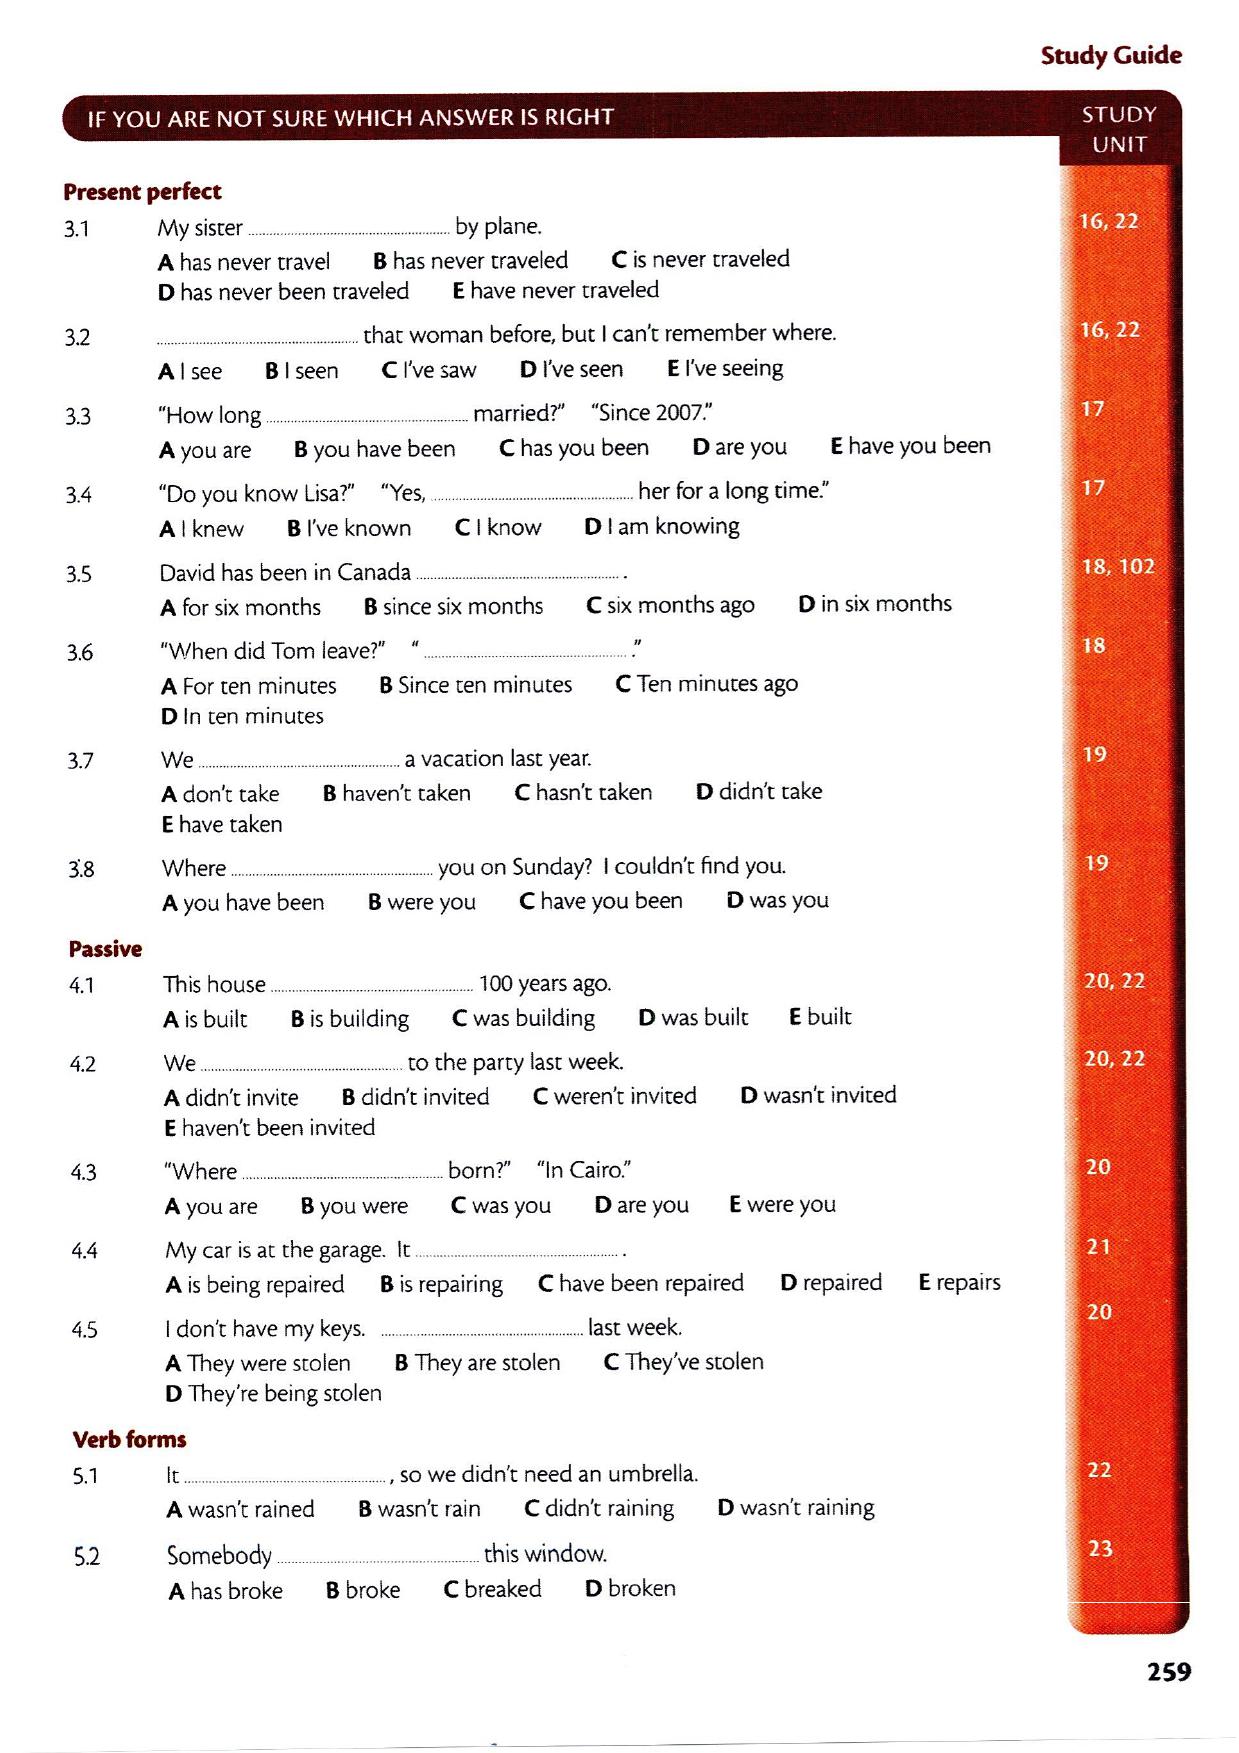 Study Guide
IF YOU ARE NOT SURE WHICH ANSWER IS RIGHT
STUDY
UNIT
Present perfect
3.1 My sister .......................... by plane. 16, 22
A has never travel B has never traveled C is never traveled
D has never been traveled E have never traveled
3.2 .......................... that woman before, but I can't remember where. 16, 22
A I see B I seen C I've saw D I've seen E I've seeing
3.3 "How long .......................... married?" "Since 2007." 17
A you are B you have been C has you been D are you E have you been
3.4 "Do you know Lisa?" "Yes, .......................... her for a long time." 17
A I knew B I've known C I know D I am knowing
3.5 David has been in Canada .......................... . 18, 102
A for six months B since six months C six months ago D in six months
3.6 "When did Tom leave?" " .......................... ." 18
A For ten minutes B Since ten minutes C Ten minutes ago
D In ten minutes
3.7 We .......................... a vacation last year. 19
A don't take B haven't taken C hasn't taken D didn't take
E have taken
3.8 Where .......................... you on Sunday? I couldn't find you. 19
A you have been B were you C have you been D was you
Passive
4.1 This house .......................... 100 years ago. 20, 22
A is built B is building C was building D was built E built
4.2 We .......................... to the party last week. 20, 22
A didn't invite B didn't invited C weren't invited D wasn't invited
E haven't been invited
4.3 "Where .......................... born?" "In Cairo." 20
A you are B you were C was you D are you E were you
4.4 My car is at the garage. It .......................... . 21
A is being repaired B is repairing C have been repaired D repaired E repairs
4.5 I don't have my keys. .......................... last week. 20
A They were stolen B They are stolen C They've stolen
D They're being stolen
Verb forms
5.1 It .......................... , so we didn't need an umbrella. 22
A wasn't rained B wasn't rain C didn't raining D wasn't raining
5.2 Somebody .......................... this window. 23
A has broke B broke C breaked D broken
259